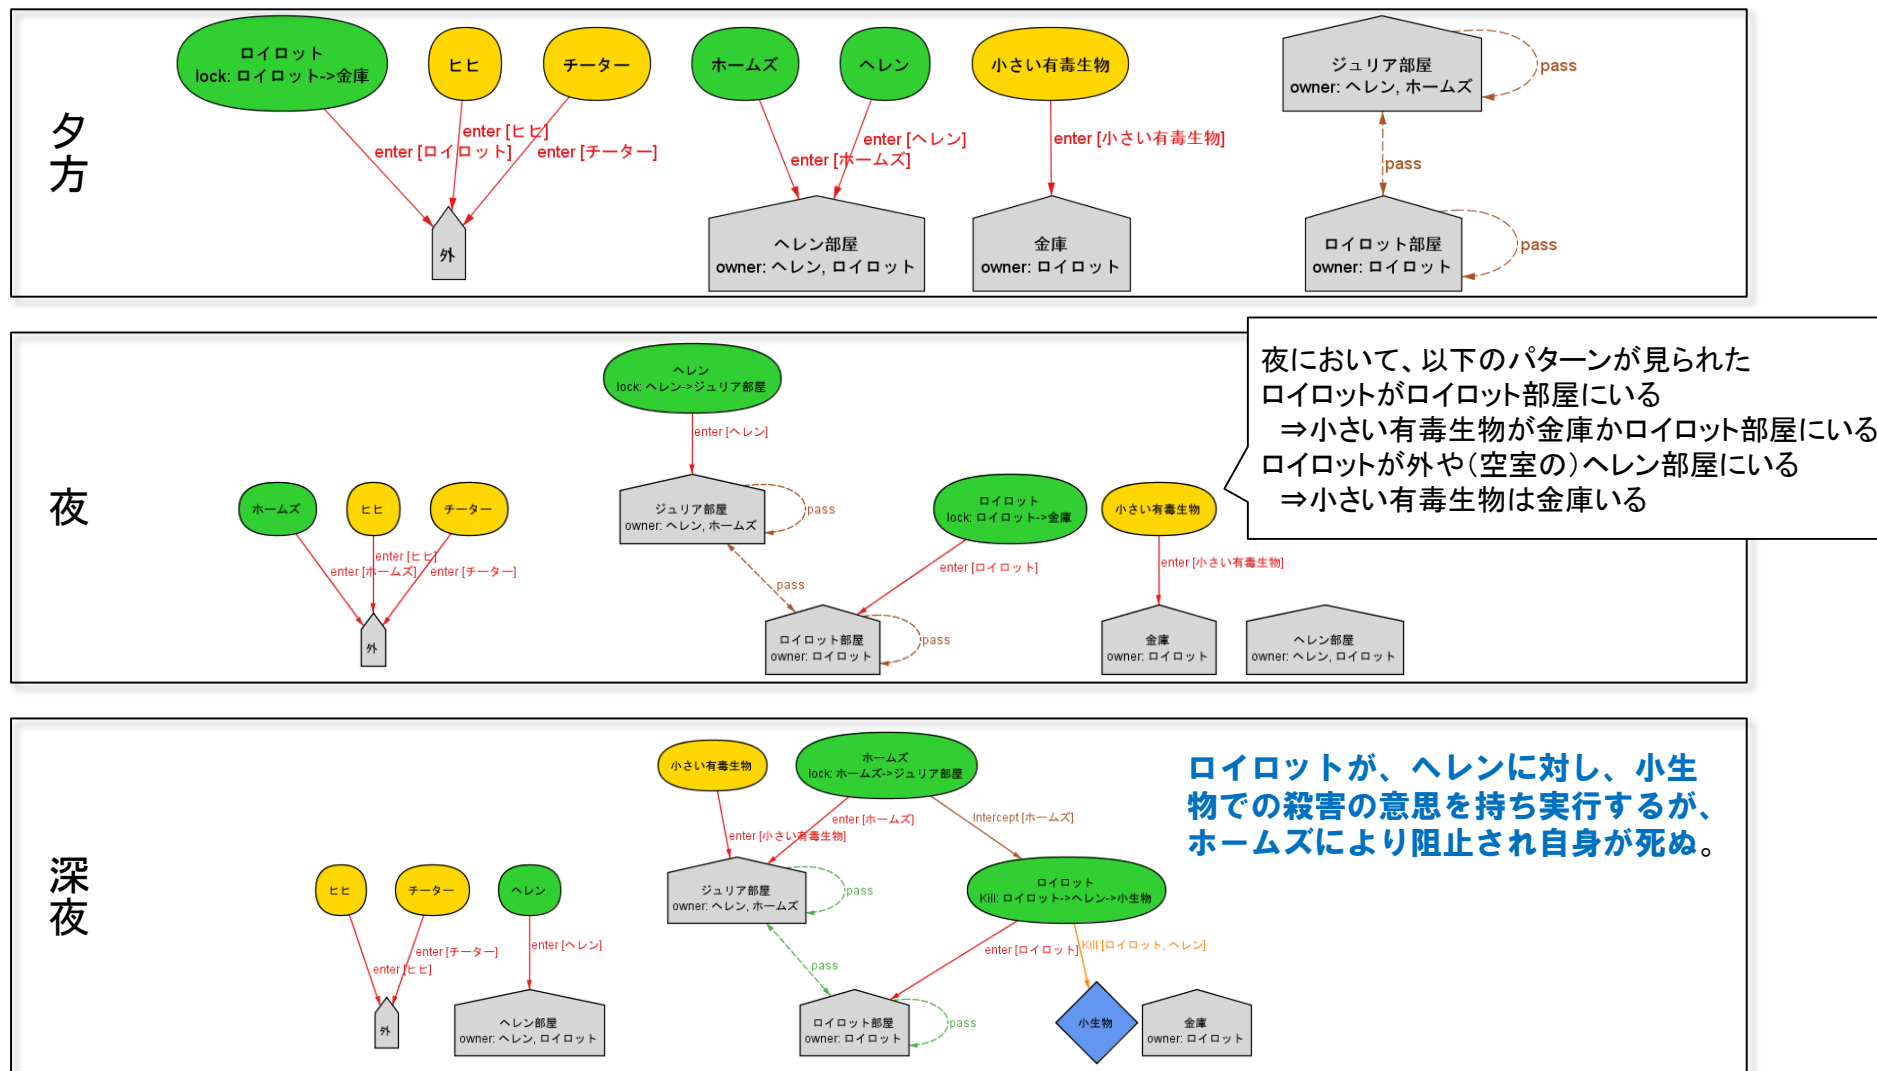 夕方
ロイロット
lock: ロイロット->金庫
ヒヒ
チーター
ホームズ
ヘレン
小さい有毒生物
ジュリア部屋
owner: ヘレン, ホームズ
pass
enter [ロイロット]
enter [ヒヒ]
enter [チーター]
enter [ホームズ]
enter [ヘレン]
enter [小さい有毒生物]
pass
外
ヘレン部屋
owner: ヘレン, ロイロット
金庫
owner: ロイロット
ロイロット部屋
owner: ロイロット
pass
夜
ヘレン
lock: ヘレン->ジュリア部屋
enter [ヘレン]
ホームズ
ヒヒ
チーター
ジュリア部屋
owner: ヘレン, ホームズ
pass
ロイロット
lock: ロイロット->金庫
小さい有毒生物
enter [ホームズ]
enter [ヒヒ]
enter [チーター]
pass
enter [ロイロット]
enter [小さい有毒生物]
外
ロイロット部屋
owner: ロイロット
pass
金庫
owner: ロイロット
ヘレン部屋
owner: ヘレン, ロイロット
夜において、以下のパターンが見られた
ロイロットがロイロット部屋にいる
⇒小さい有毒生物が金庫かロイロット部屋にいる
ロイロットが外や(空室の)ヘレン部屋にいる
⇒小さい有毒生物は金庫いる
深夜
小さい有毒生物
ホームズ
lock: ホームズ->ジュリア部屋
enter [小さい有毒生物]
enter [ホームズ]
Intercept [ホームズ]
ヒヒ
チーター
ヘレン
ジュリア部屋
owner: ヘレン, ホームズ
pass
ロイロット
Kill: ロイロット->ヘレン->小生物
enter [ヒヒ]
enter [チーター]
enter [ヘレン]
pass
enter [ロイロット]
Kill [ロイロット, ヘレン]
外
ヘレン部屋
owner: ヘレン, ロイロット
ロイロット部屋
owner: ロイロット
pass
小生物
金庫
owner: ロイロット
ロイロットが、ヘレンに対し、小生
物での殺害の意思を持ち実行するが、
ホームズにより阻止され自身が死ぬ。